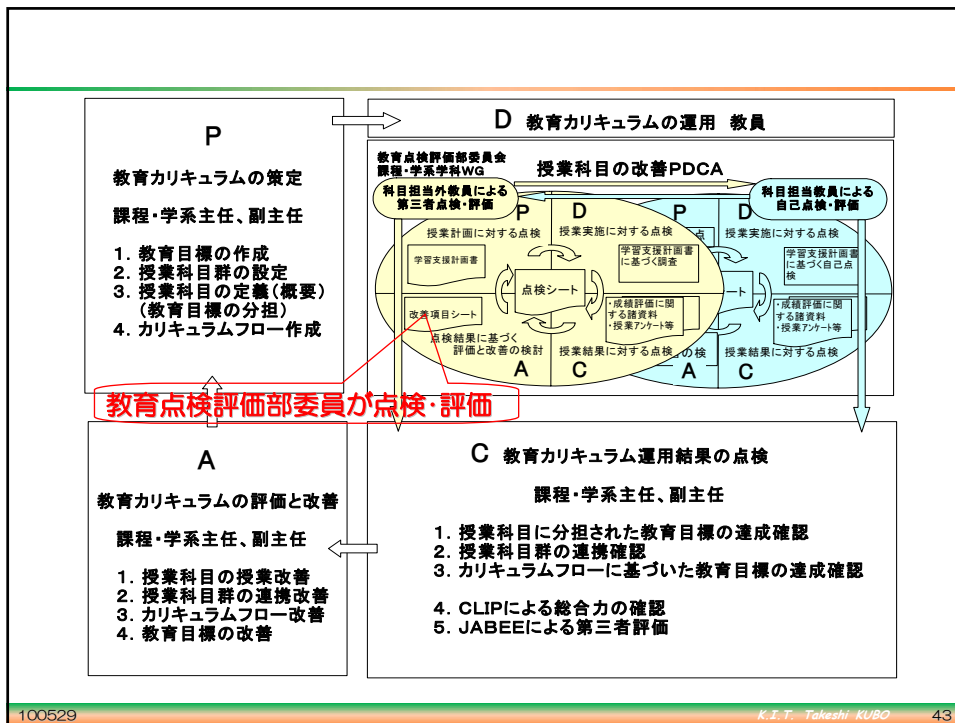 P
教育カリキュラムの策定
課程・学系主任、副主任
1. 教育目標の作成
2. 授業科目群の設定
3. 授業科目の定義(概要)
(教育目標の分担)
4. カリキュラムフロー作成
D 教育カリキュラムの運用 教員
教育点検評価部委員会
課程・学系学科WG
授業科目の改善PDCA
科目担当外教員による
第三者点検・評価
科目担当教員による
自己点検・評価
P
D
授業計画に対する点検
授業実施に対する点検
学習支援計画書
学習支援計画書
に基づく調査
点検シート
改善項目シート
・成績評価に関
する諸資料
・授業アンケート等
点検結果に基づく
評価と改善の検討
授業結果に対する点検
A
C
P
D
点
授業実施に対する点検
学習支援計画書
に基づく自己点
検
ート
・成績評価に関
する諸資料
・授業アンケート等
の検
授業結果に対する点検
A
C
教育点検評価部委員が点検・評価
A
教育カリキュラムの評価と改善
課程・学系主任、副主任
1. 授業科目の授業改善
2. 授業科目群の連携改善
3. カリキュラムフロー改善
4. 教育目標の改善
C 教育カリキュラム運用結果の点検
課程・学系主任、副主任
1. 授業科目に分担された教育目標の達成確認
2. 授業科目群の連携確認
3. カリキュラムフローに基づいた教育目標の達成確認
4. CLIPによる総合力の確認
5. JABEEによる第三者評価
100529
K.I.T. Takeshi KUBO
43